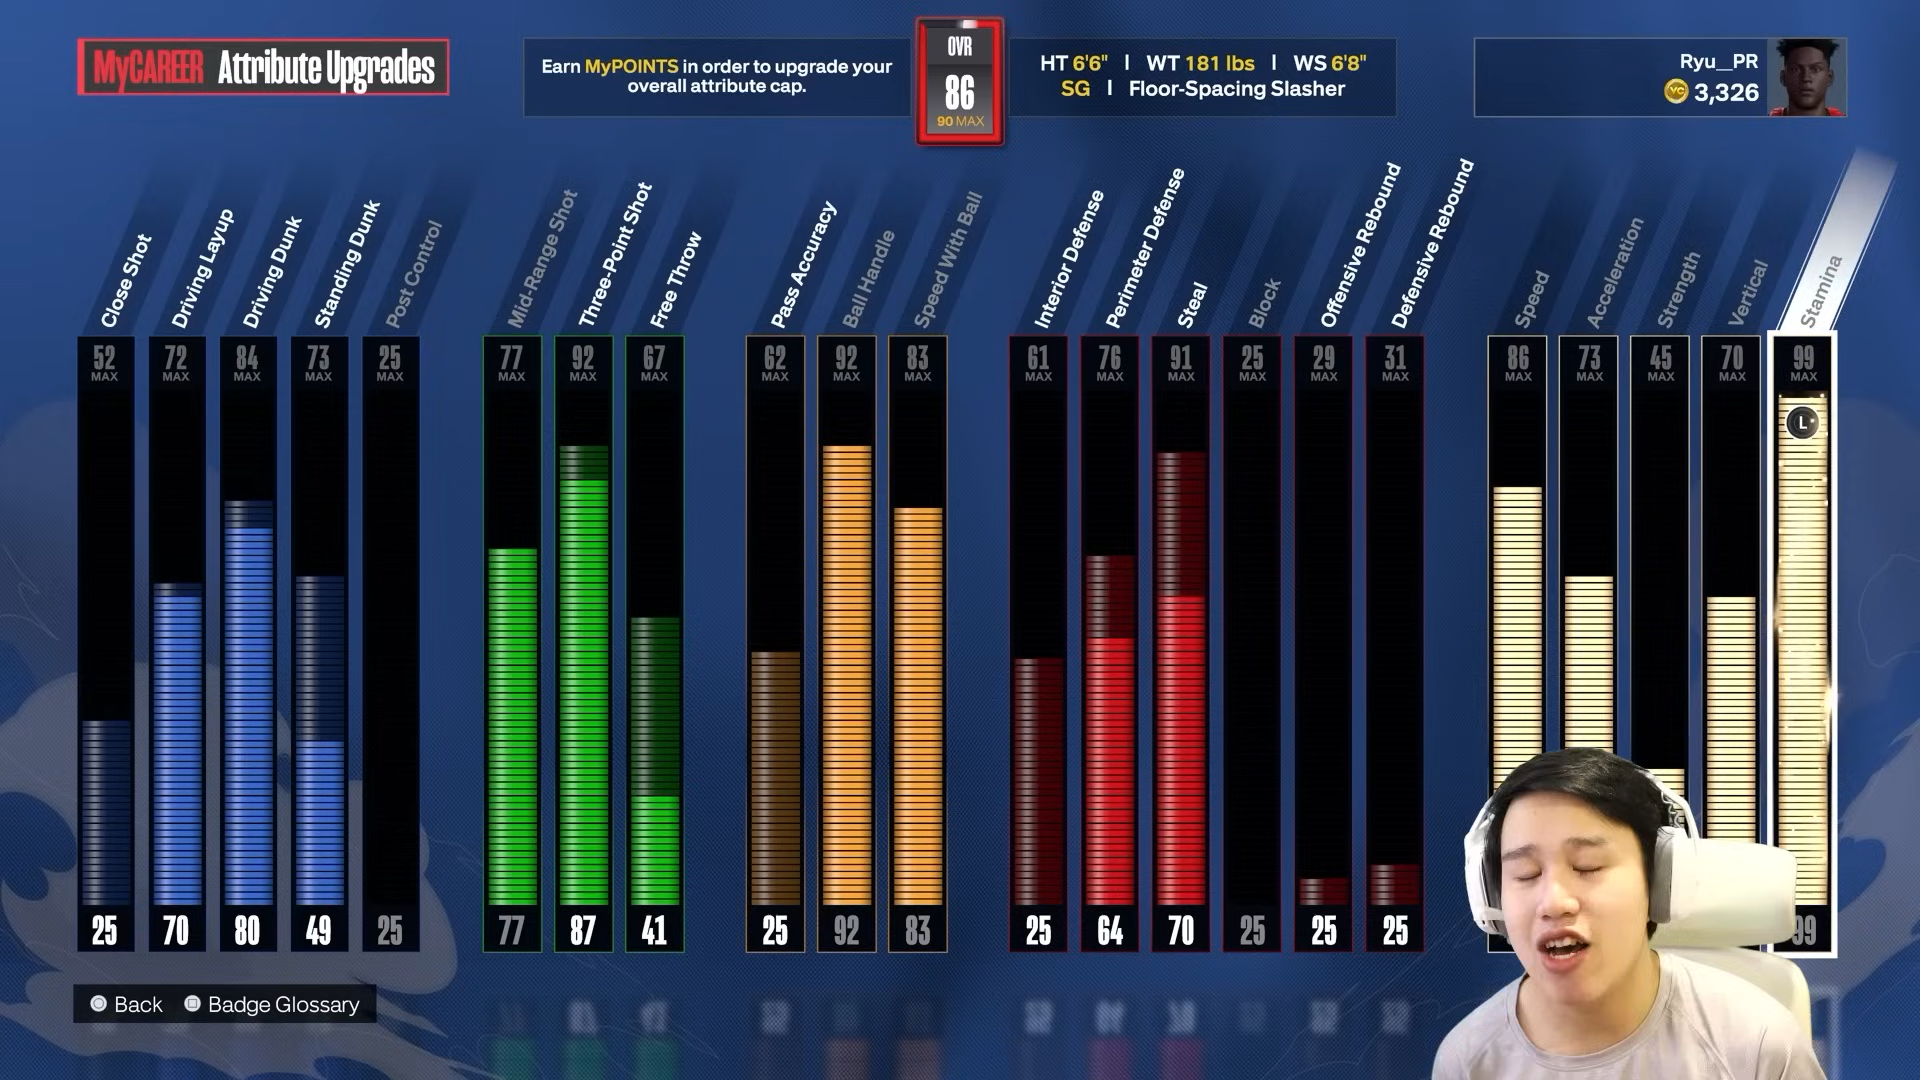 MyCAREER Attribute Upgrades
Earn MyPOINTS in order to upgrade your
overall attribute cap.
OVR
86
90 MAX
HT 6'6" | WT 181 lbs | WS 6'8"
SG | Floor-Spacing Slasher
Ryu__PR
VC 3,326
Close Shot
Driving Layup
Driving Dunk
Standing Dunk
Post Control
Mid-Range Shot
Three-Point Shot
Free Throw
Pass Accuracy
Ball Handle
Speed With Ball
Interior Defense
Perimeter Defense
Steal
Block
Offensive Rebound
Defensive Rebound
Speed
Acceleration
Strength
Vertical
Stamina
52 72 84 73 25 77 92 67 62 92 83 61 76 91 25 29 31 86 73 45 70 99
MAX MAX MAX MAX MAX MAX MAX MAX MAX MAX MAX MAX MAX MAX MAX MAX MAX MAX MAX MAX MAX MAX
L
25 70 80 49 25 77 87 41 25 92 83 25 64 70 25 25 25 99
Back Badge Glossary